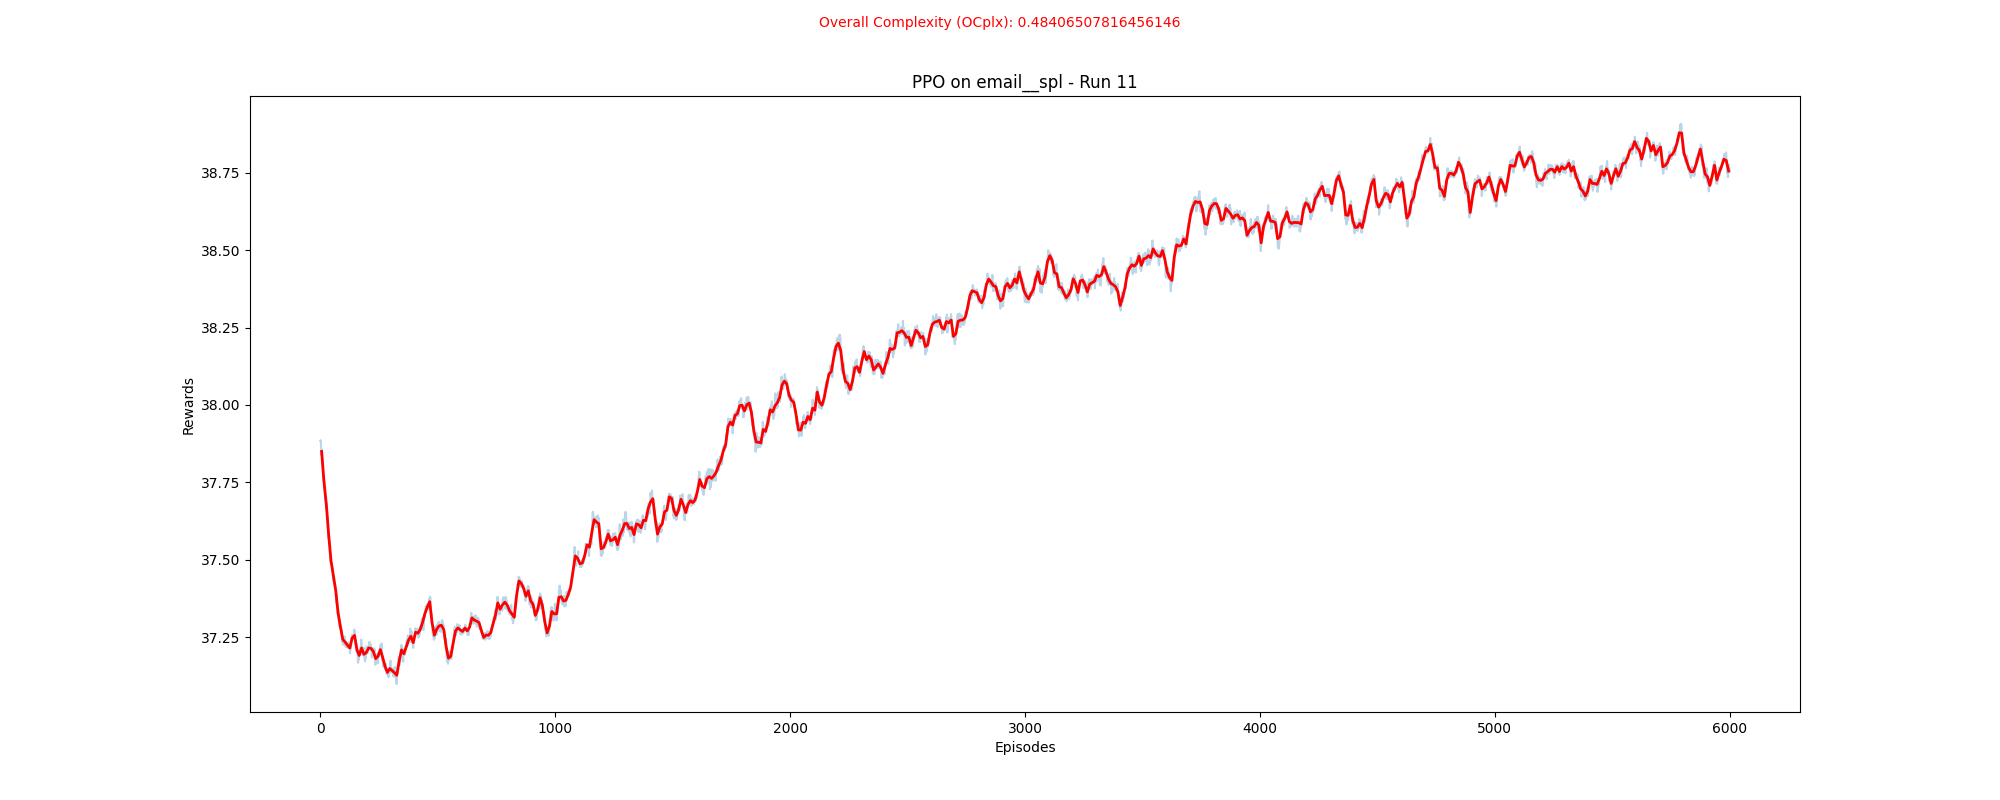 Overall Complexity (OCplx): 0.48406507816456146
PPO on email__spl - Run 11
Rewards
38.75
38.50
38.25
38.00
37.75
37.50
37.25
0 1000 2000 3000 4000 5000 6000
Episodes